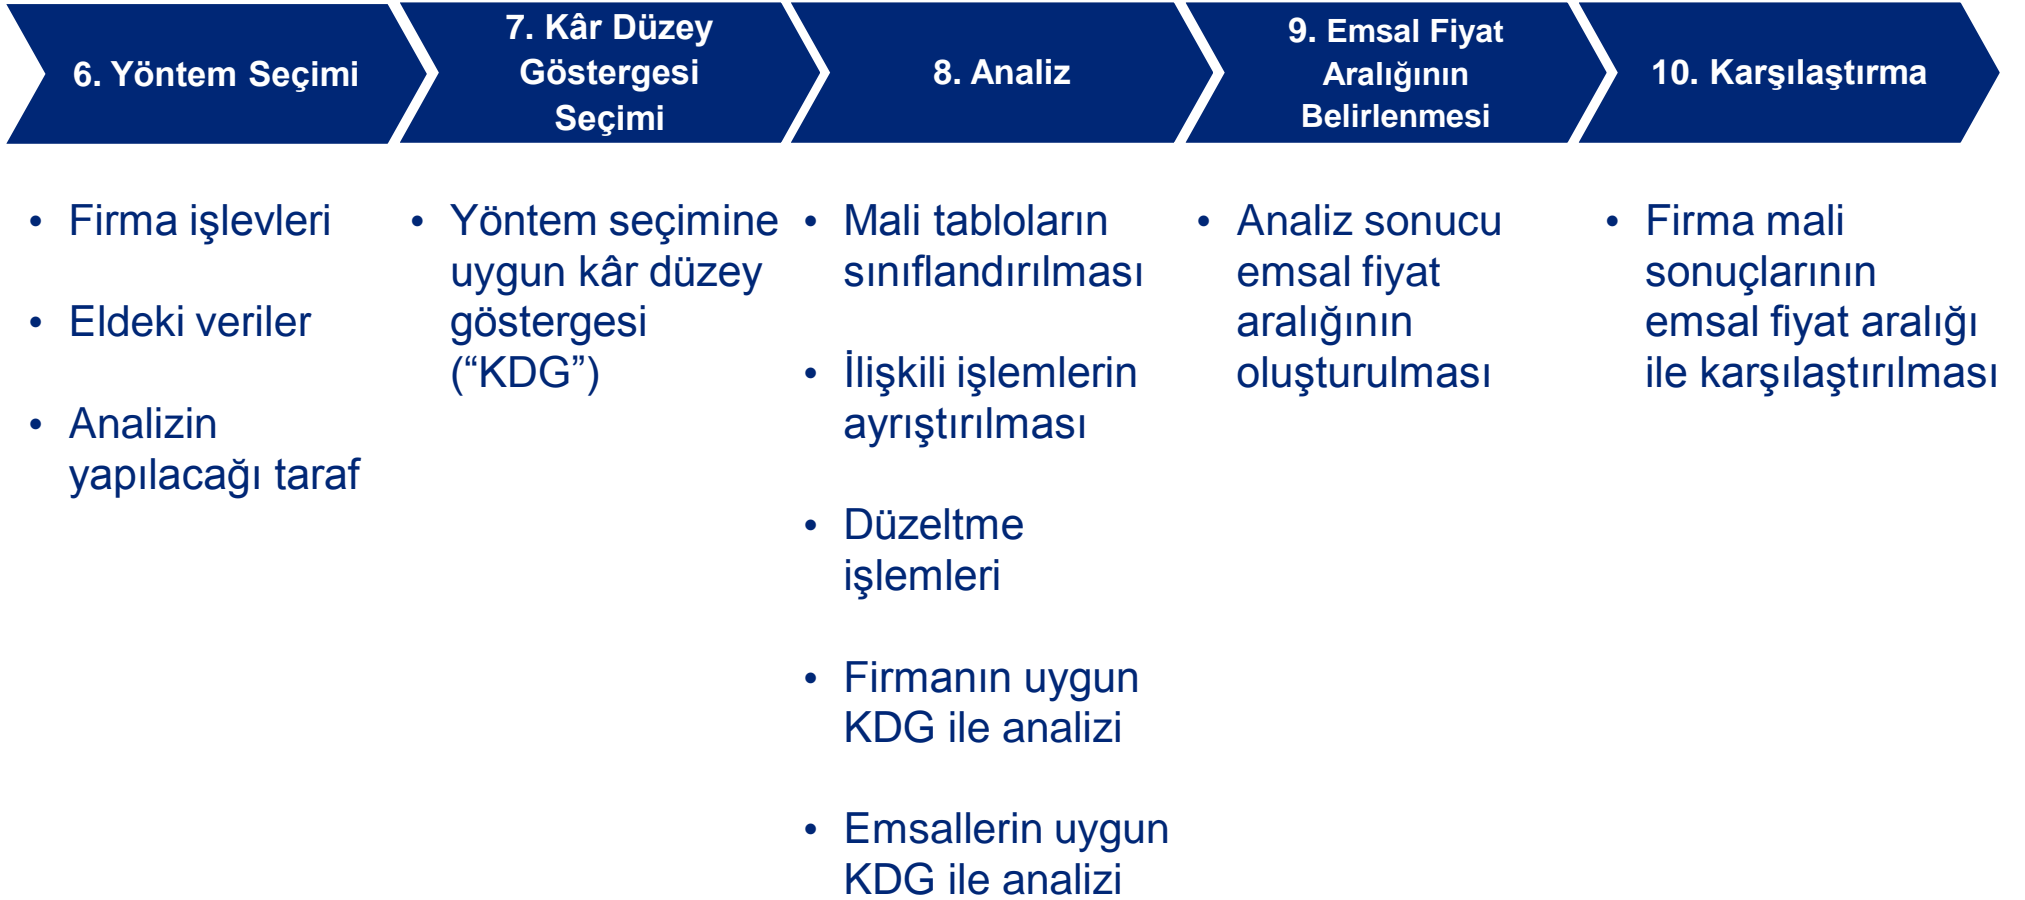 6. Yöntem Seçimi
7. Kâr Düzey
Göstergesi
Seçimi
8. Analiz
9. Emsal Fiyat
Aralığının
Belirlenmesi
10. Karşılaştırma
• Firma işlevleri
• Eldeki veriler
• Analizin
yapılacağı taraf
• Yöntem seçimine
uygun kâr düzey
göstergesi
(“KDG”)
• Mali tabloların
sınıflandırılması
• İlişkili işlemlerin
ayrıştırılması
• Düzeltme
işlemleri
• Firmanın uygun
KDG ile analizi
• Emsallerin uygun
KDG ile analizi
• Analiz sonucu
emsal fiyat
aralığının
oluşturulması
• Firma mali
sonuçlarının
emsal fiyat aralığı
ile karşılaştırılması